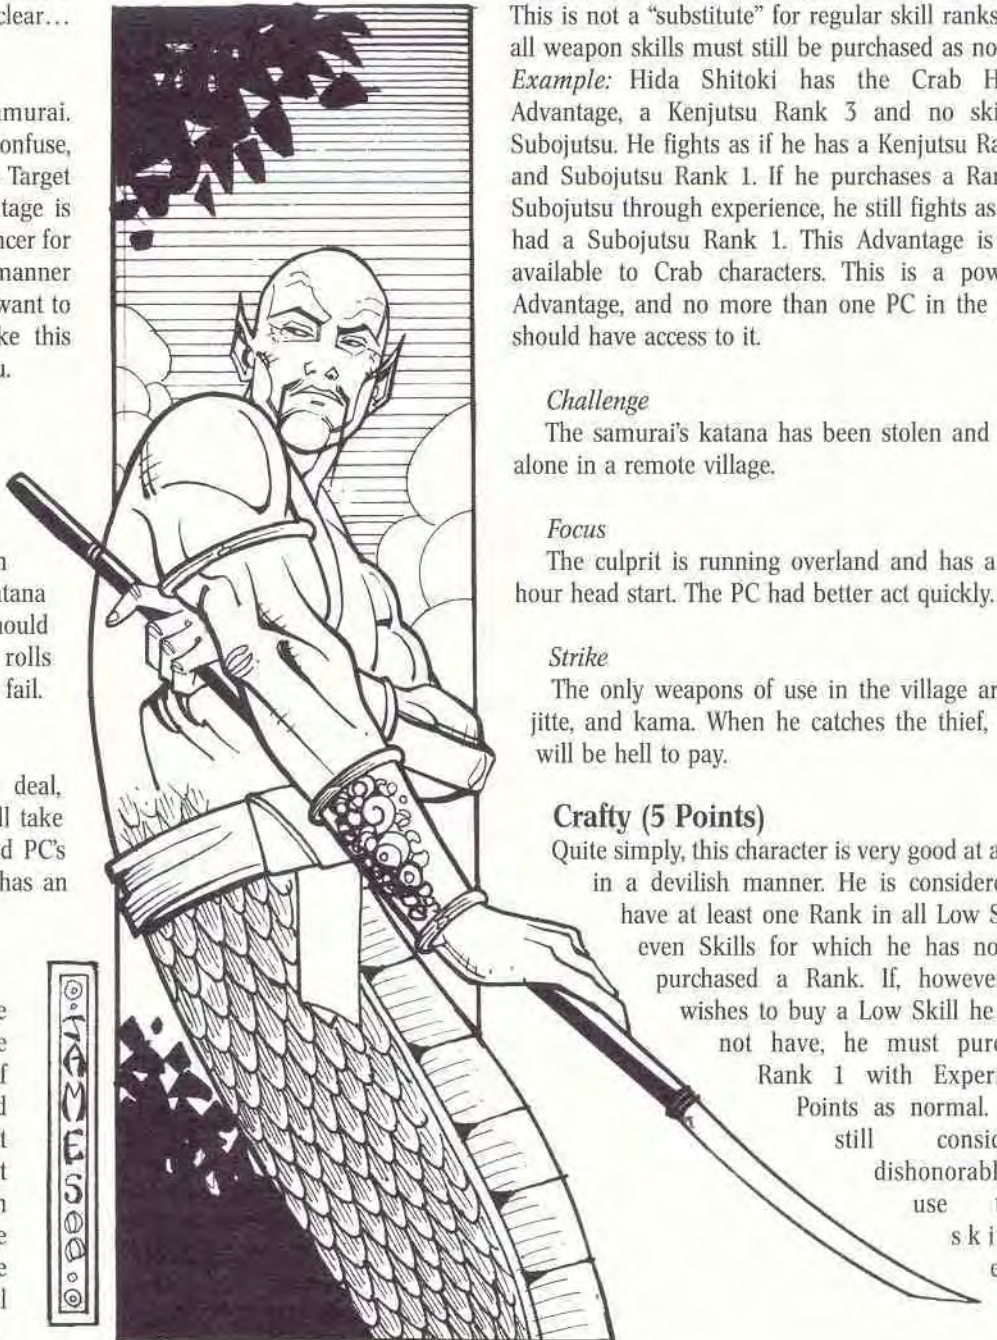 clear…
amurai.
onfuse,
Target
tage is
ncer for
manner
want to
ke this
u.
n
tana
ould
rolls
fail.
deal,
ll take
d PC's
has an
e
e
f
d
t
t
n
e
e
l
This is not a “substitute” for regular skill ranks
all weapon skills must still be purchased as no
Example: Hida Shitoki has the Crab H
Advantage, a Kenjutsu Rank 3 and no ski
Subojutsu. He fights as if he has a Kenjutsu Ra
and Subojutsu Rank 1. If he purchases a Ran
Subojutsu through experience, he still fights as
had a Subojutsu Rank 1. This Advantage is
available to Crab characters. This is a pow
Advantage, and no more than one PC in the
should have access to it.
Challenge
The samurai's katana has been stolen and
alone in a remote village.
Focus
The culprit is running overland and has a
hour head start. The PC had better act quickly.
Strike
The only weapons of use in the village ar
jitte, and kama. When he catches the thief,
will be hell to pay.
Crafty (5 Points)
Quite simply, this character is very good at a
in a devilish manner. He is considere
have at least one Rank in all Low S
even Skills for which he has no
purchased a Rank. If, howeve
wishes to buy a Low Skill he
not have, he must purc
Rank 1 with Exper
Points as normal.
still consid
dishonorabl
use
ski
e